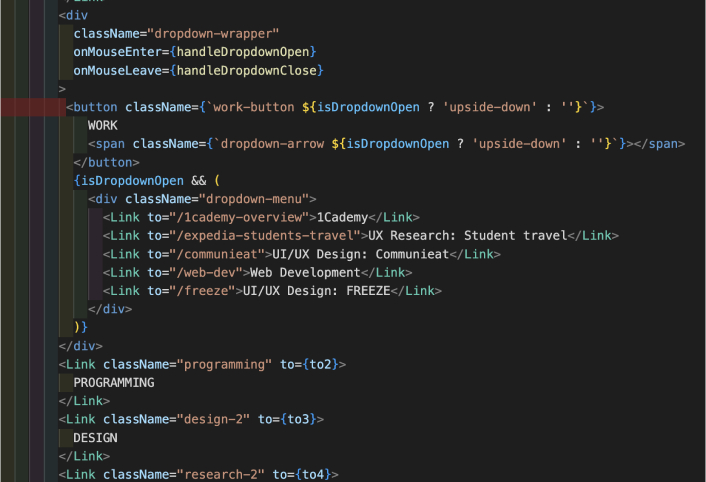 <div
className="dropdown-wrapper"
onMouseEnter={handleDropdownOpen}
onMouseLeave={handleDropdownClose}
>
<button className={`work-button ${isDropdownOpen ? 'upside-down' : ''}`}>
WORK
<span className={`dropdown-arrow ${isDropdownOpen ? 'upside-down' : ''}`}></span>
</button>
{isDropdownOpen && (
<div className="dropdown-menu">
<Link to="/1cademy-overview">1Cademy</Link>
<Link to="/expedia-students-travel">UX Research: Student travel</Link>
<Link to="/communieat">UI/UX Design: Communieat</Link>
<Link to="/web-dev">Web Development</Link>
<Link to="/freeze">UI/UX Design: FREEZE</Link>
</div>
)}
</div>
<Link className="programming" to={to2}>
PROGRAMMING
</Link>
<Link className="design-2" to={to3}>
DESIGN
</Link>
<Link className="research-2" to={to4}>